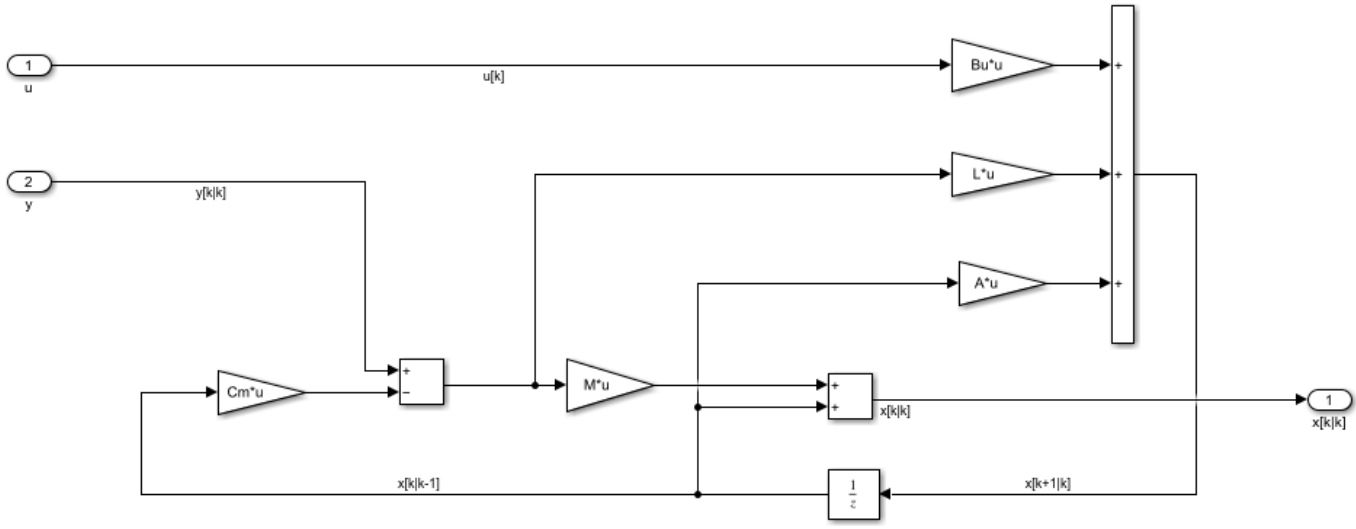 1
u
u[k]
Bu*u
+
2
y
y[k|k]
L*u
+
A*u
+
Cm*u
+
−
M*u
+
+
x[k|k]
1
x[k|k]
x[k|k-1]
1
z
x[k+1|k]